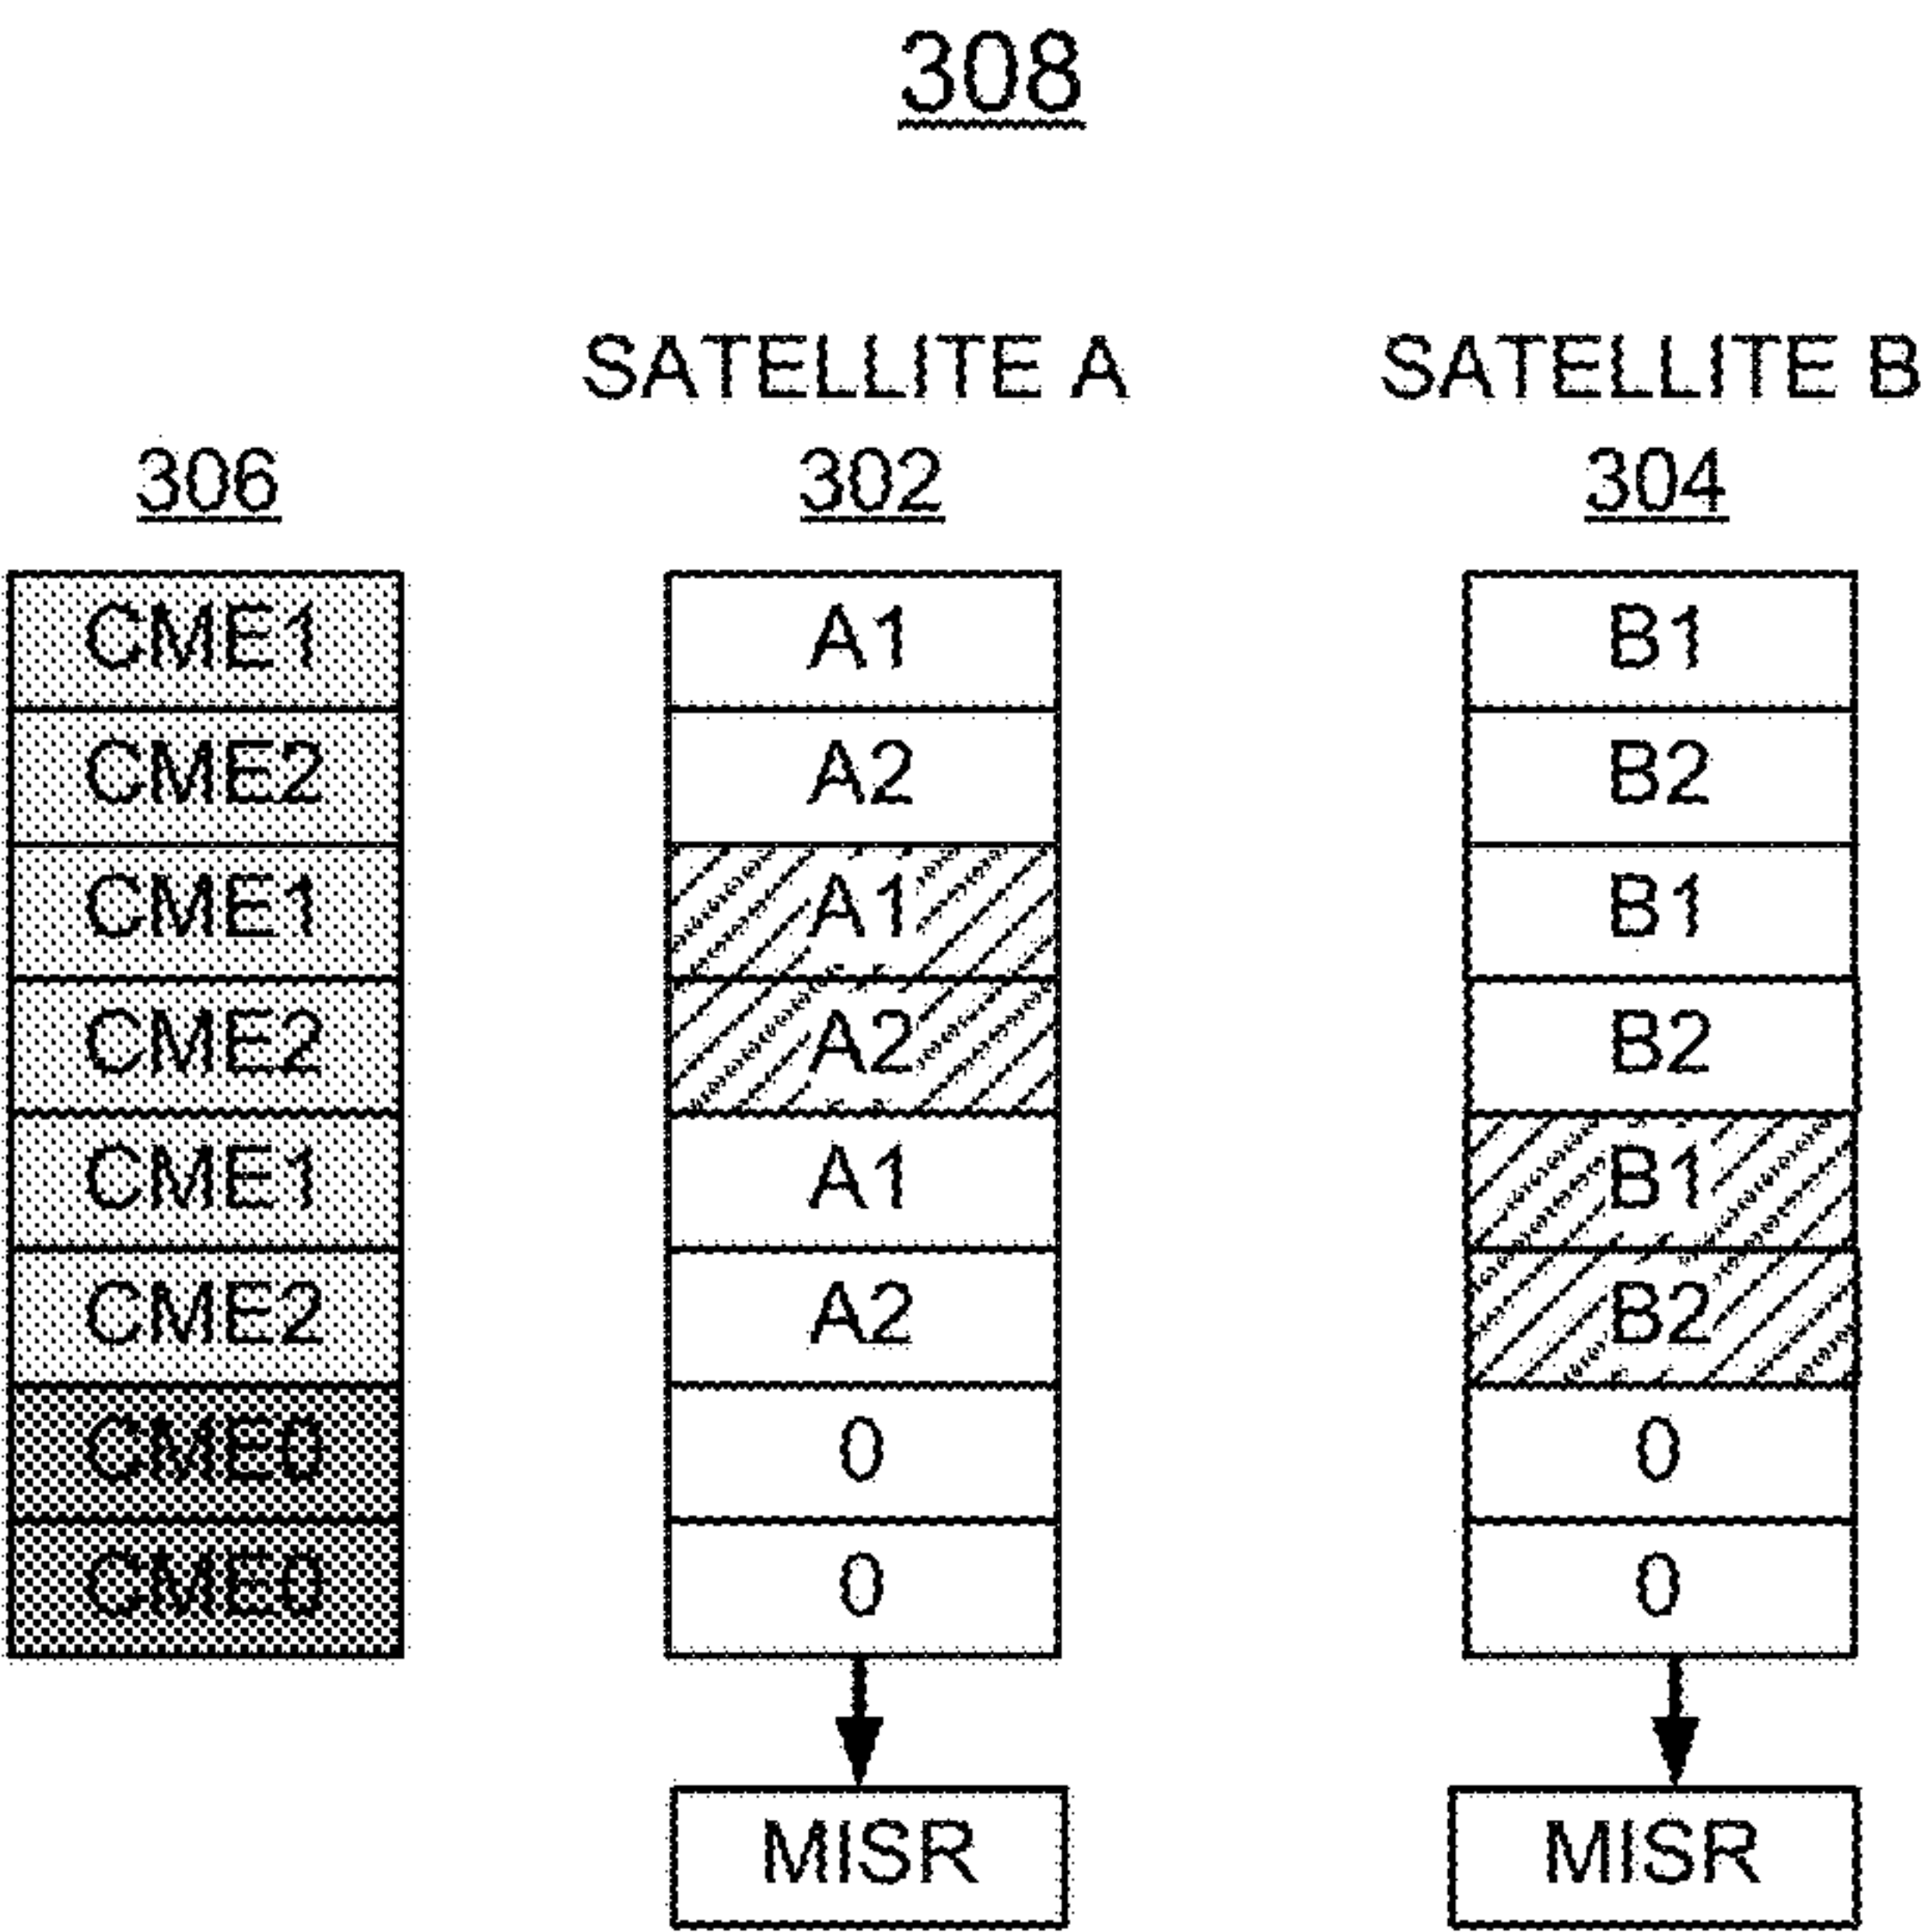 308
SATELLITE A SATELLITE B
306 302 304
CME1 A1 B1
CME2 A2 B2
CME1 A1 B1
CME2 A2 B2
CME1 A1 B1
CME2 A2 B2
CME0 0 0
CME0 0 0
MISR MISR